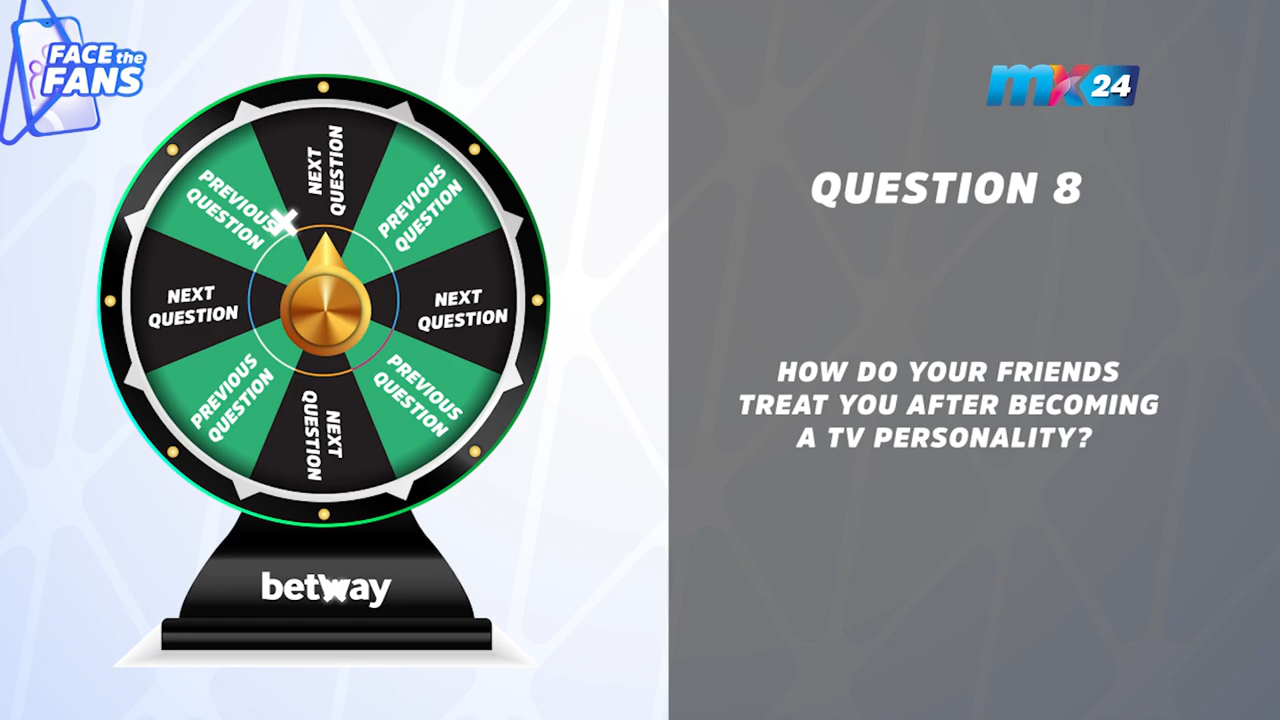 FACE the
FANS
NEXT
QUESTION
PREVIOUS
QUESTION
NEXT
QUESTION
PREVIOUS
QUESTION
NEXT
QUESTION
PREVIOUS
QUESTION
NEXT
QUESTION
PREVIOUS
QUESTION
betway
mx24
QUESTION 8
HOW DO YOUR FRIENDS
TREAT YOU AFTER BECOMING
A TV PERSONALITY?